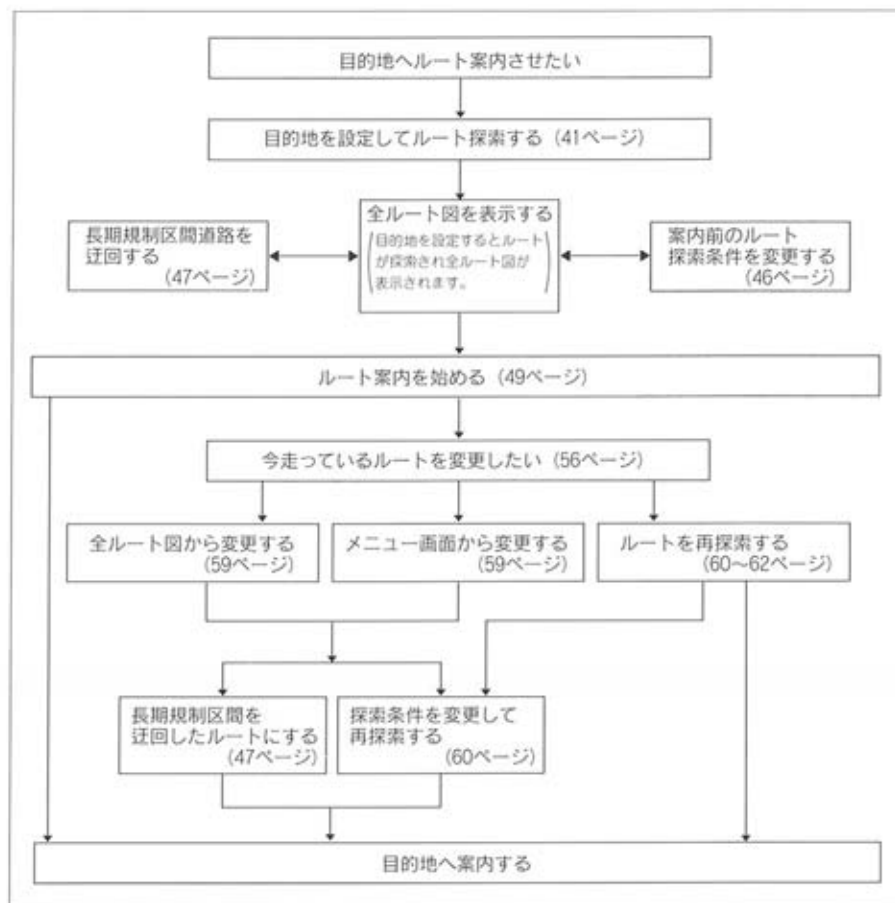 目的地へルート案内させたい
目的地を設定してルート探索する（41ページ）
全ルート図を表示する
目的地を設定するとルート
が探索され全ルート図が
表示されます。
長期規制区間道路を
迂回する
（47ページ）
案内前のルート
探索条件を変更する
（46ページ）
ルート案内を始める（49ページ）
今走っているルートを変更したい（56ページ）
全ルート図から変更する
（59ページ）
メニュー画面から変更する
（59ページ）
ルートを再探索する
（60〜62ページ）
長期規制区間を
迂回したルートにする
（47ページ）
探索条件を変更して
再探索する
（60ページ）
目的地へ案内する